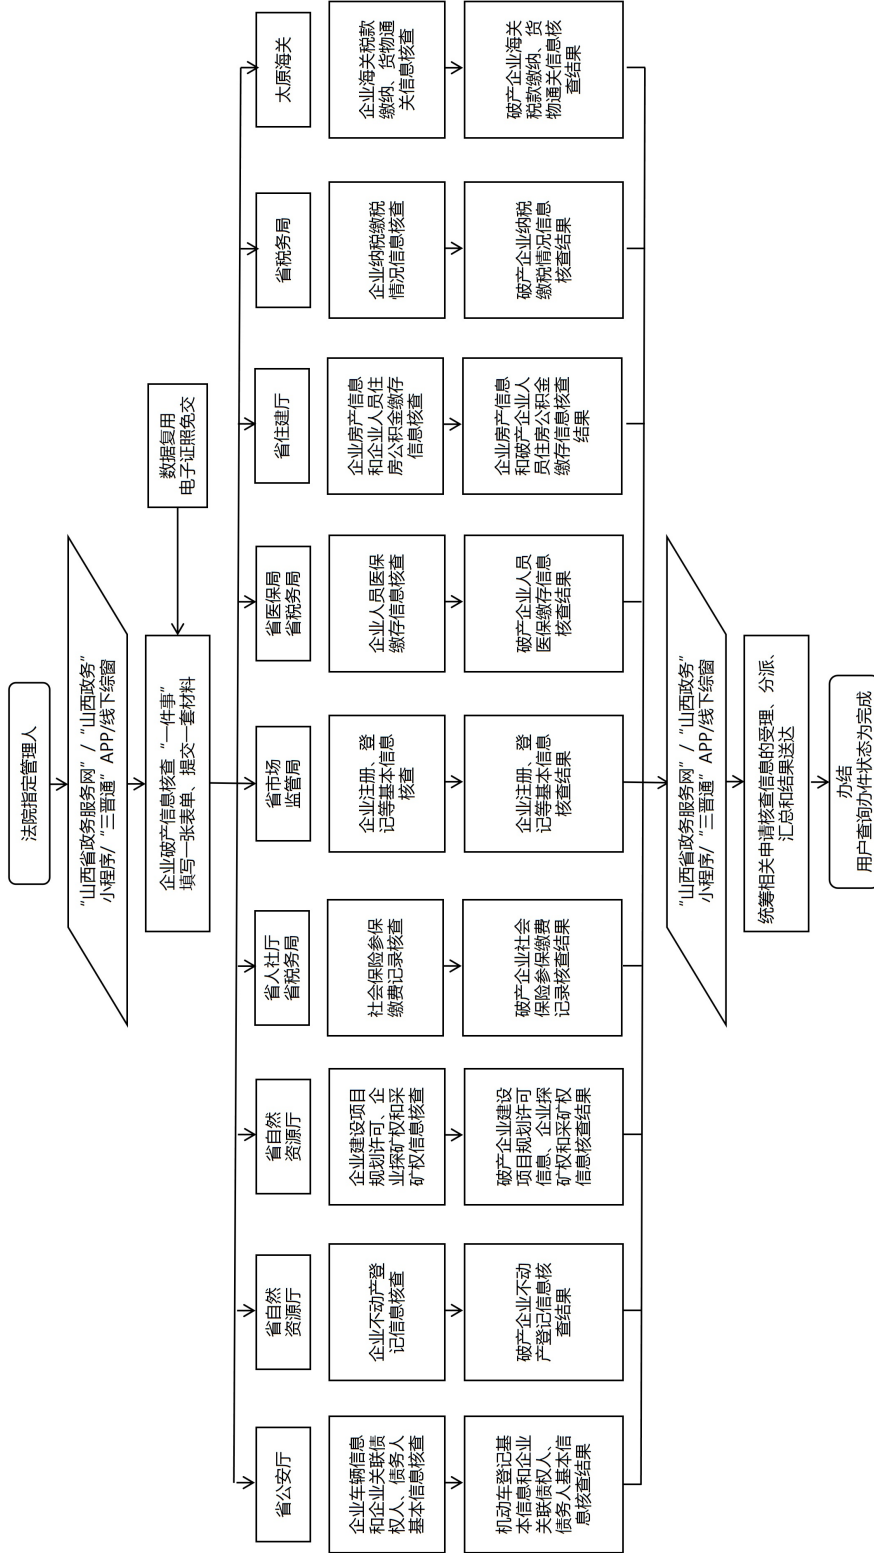 法院指定管理人
“山西省政务服务网”/“山西政务”
小程序/“三晋通”APP/线下综窗
企业破产信息核查“一件事”
填写一张表单、提交一套材料
数据复用
电子证照免交
省公安厅
省自然
资源厅
省自然
资源厅
省人社厅
省税务局
省市场
监管局
省医保局
省税务局
省住建厅
省税务局
太原海关
企业车辆信息
和企业关联债
权人、债务人
基本信息核查
企业不动产登
记信息核查
企业建设项目
规划许可、企
业探矿权和采
矿权信息核查
社会保险参保
缴费记录核查
企业注册、登
记等基本信息
核查
企业人员医保
缴存信息核查
企业房产信息
和企业人员住
房公积金缴存
信息核查
企业纳税缴税
情况信息核查
企业海关税款
缴纳、货物通
关信息核查
机动车登记基
本信息和企业
关联债权人、
债务人基本信
息核查结果
破产企业不动
产登记信息核
查结果
破产企业建设
项目规划许可
信息、企业探
矿权和采矿权
信息核查结果
破产企业社会
保险参保缴费
记录核查结果
企业注册、登
记等基本信息
核查结果
破产企业人员
医保缴存信息
核查结果
企业房产信息
和破产企业人
员住房公积金
缴存信息核查
结果
破产企业纳税
缴税情况信息
核查结果
破产企业海关
税款缴纳、货
物通关信息核
查结果
“山西省政务服务网”/“山西政务”
小程序/“三晋通”APP/线下综窗
统筹相关申请核查信息的受理、分派、
汇总和结果送达
办结
用户查询办件状态为完成